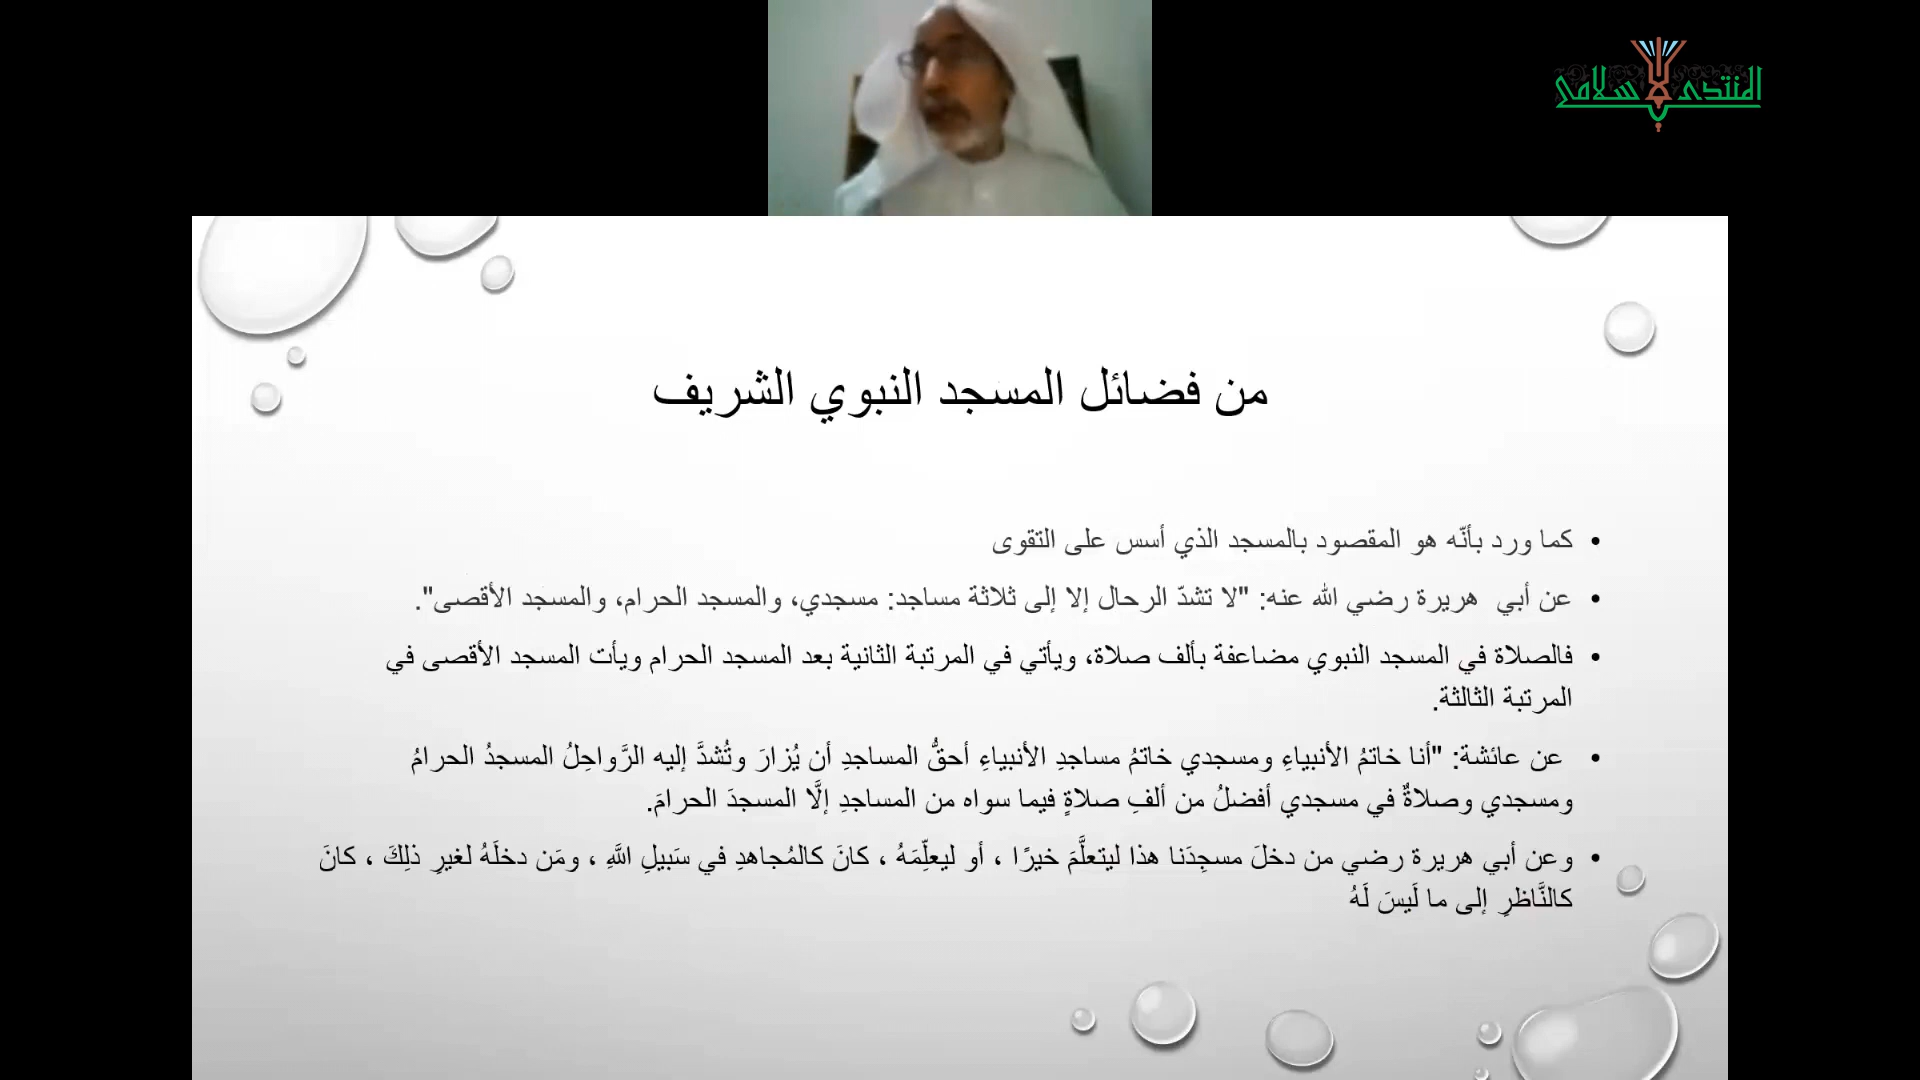 المنتدى الإسلامي
من فضائل المسجد النبوي الشريف
• كما ورد بأنّه هو المقصود بالمسجد الذي أسس على التقوى
• عن أبي هريرة رضي الله عنه: "لا تشدّ الرحال إلا إلى ثلاثة مساجد: مسجدي، والمسجد الحرام، والمسجد الأقصى".
• فالصلاة في المسجد النبوي مضاعفة بألف صلاة، ويأتي في المرتبة الثانية بعد المسجد الحرام ويأت المسجد الأقصى في
المرتبة الثالثة.
• عن عائشة: "أنا خاتمُ الأنبياءِ ومسجدي خاتمُ مساجدِ الأنبياءِ أحقُّ المساجدِ أن يُزارَ وتُشدَّ إليه الرَّواحِلُ المسجدُ الحرامُ
ومسجدي وصلاةٌ في مسجدي أفضلُ من ألفِ صلاةٍ فيما سواه من المساجدِ إلَّا المسجدَ الحرامَ.
• وعن أبي هريرة رضي من دخلَ مسجِدَنا هذا ليتعلَّمَ خيرًا ، أو ليعلِّمَهُ ، كانَ كالمُجاهدِ في سَبيلِ اللَّهِ ، ومَن دخلَهُ لغيرِ ذلِكَ ، كانَ
كالنَّاظرِ إلى ما لَيسَ لَهُ